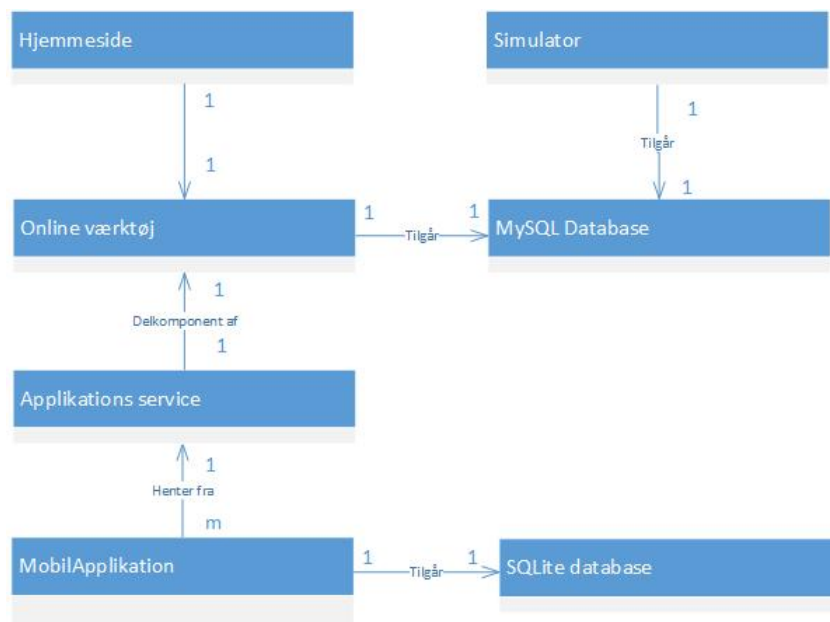 Hjemmeside
Simulator
1
1
Tilgår
1
1
Online værktøj
1
1
Tilgår
MySQL Database
1
Delkomponent af
1
Applikations service
1
Henter fra
m
MobilApplikation
1
1
Tilgår
SQLite database